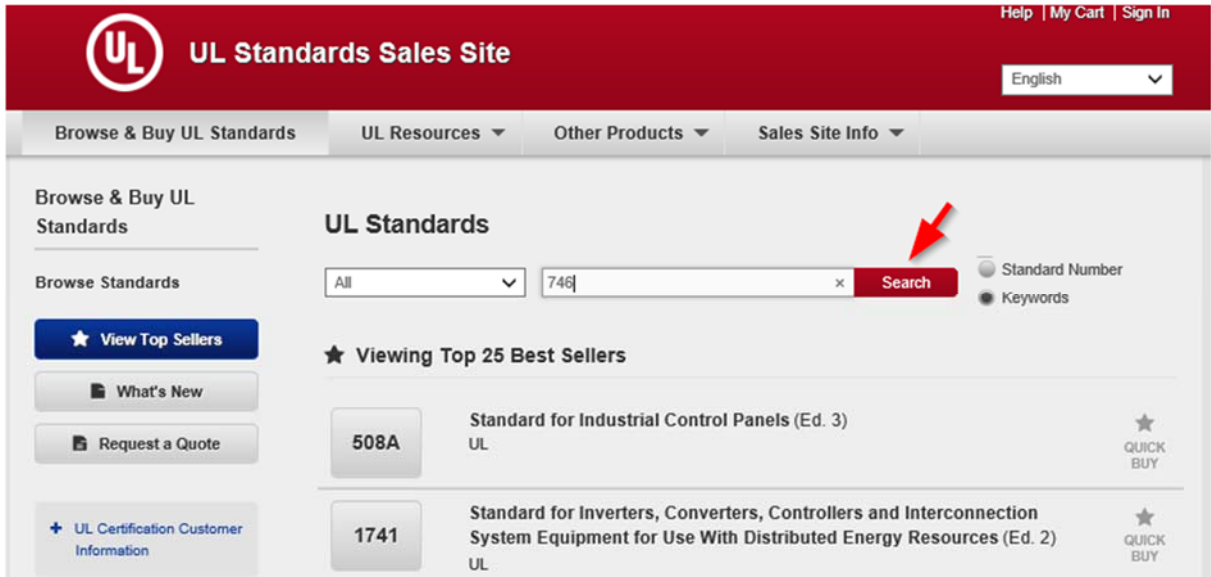 Help | My Cart | Sign In
UL
UL Standards Sales Site
English
Browse & Buy UL Standards
UL Resources
Other Products
Sales Site Info
Browse & Buy UL
Standards
Browse Standards
View Top Sellers
What's New
Request a Quote
+ UL Certification Customer
Information
UL Standards
All
746
×
Search
Standard Number
Keywords
Viewing Top 25 Best Sellers
508A
Standard for Industrial Control Panels (Ed. 3)
UL
QUICK
BUY
1741
Standard for Inverters, Converters, Controllers and Interconnection
System Equipment for Use With Distributed Energy Resources (Ed. 2)
UL
QUICK
BUY